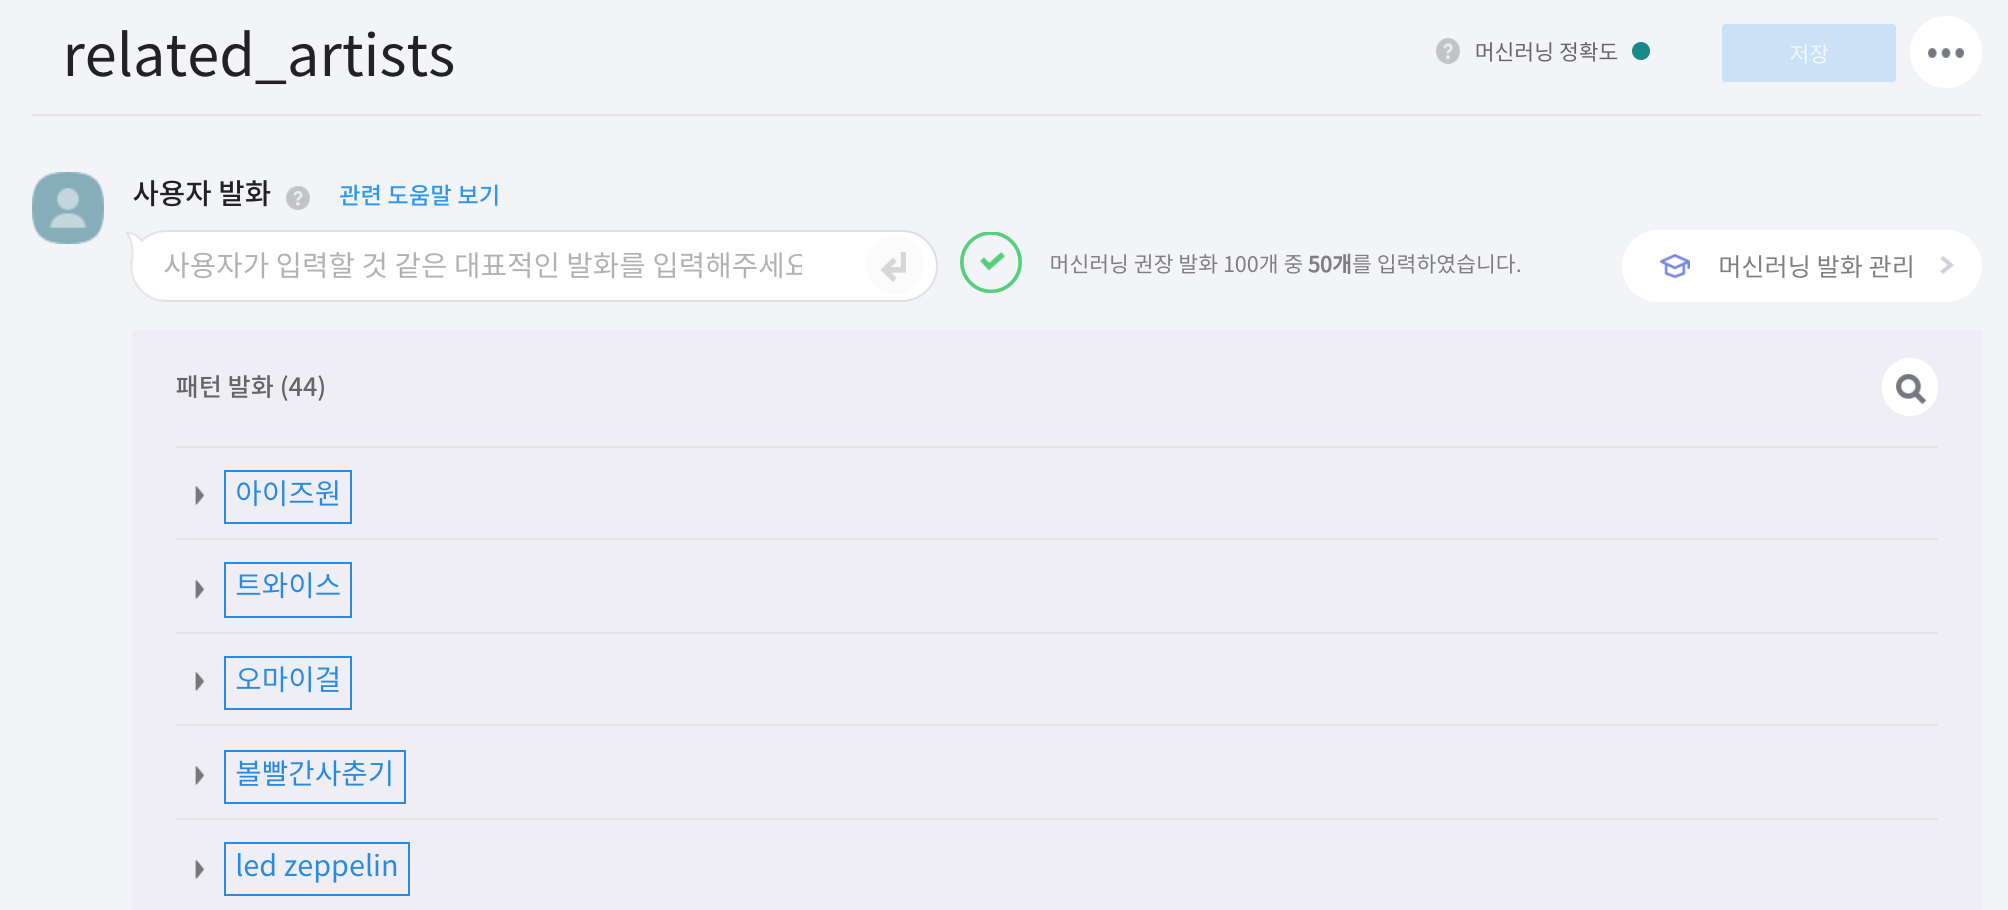 related_artists
머신러닝 정확도
저장
사용자 발화
관련 도움말 보기
사용자가 입력할 것 같은 대표적인 발화를 입력해주세요
머신러닝 권장 발화 100개 중 50개를 입력하였습니다.
머신러닝 발화 관리
패턴 발화 (44)
아이즈원
트와이스
오마이걸
볼빨간사춘기
led zeppelin